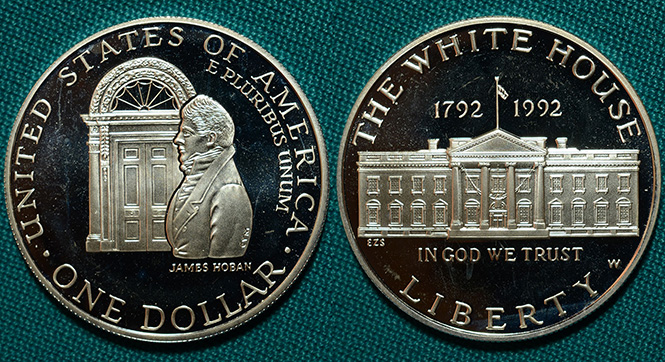 UNITED STATES OF AMERICA
E PLURIBUS UNUM
JAMES HOBAN
· ONE DOLLAR ·
THE WHITE HOUSE
1792 1992
EZS
IN GOD WE TRUST
W
LIBERTY